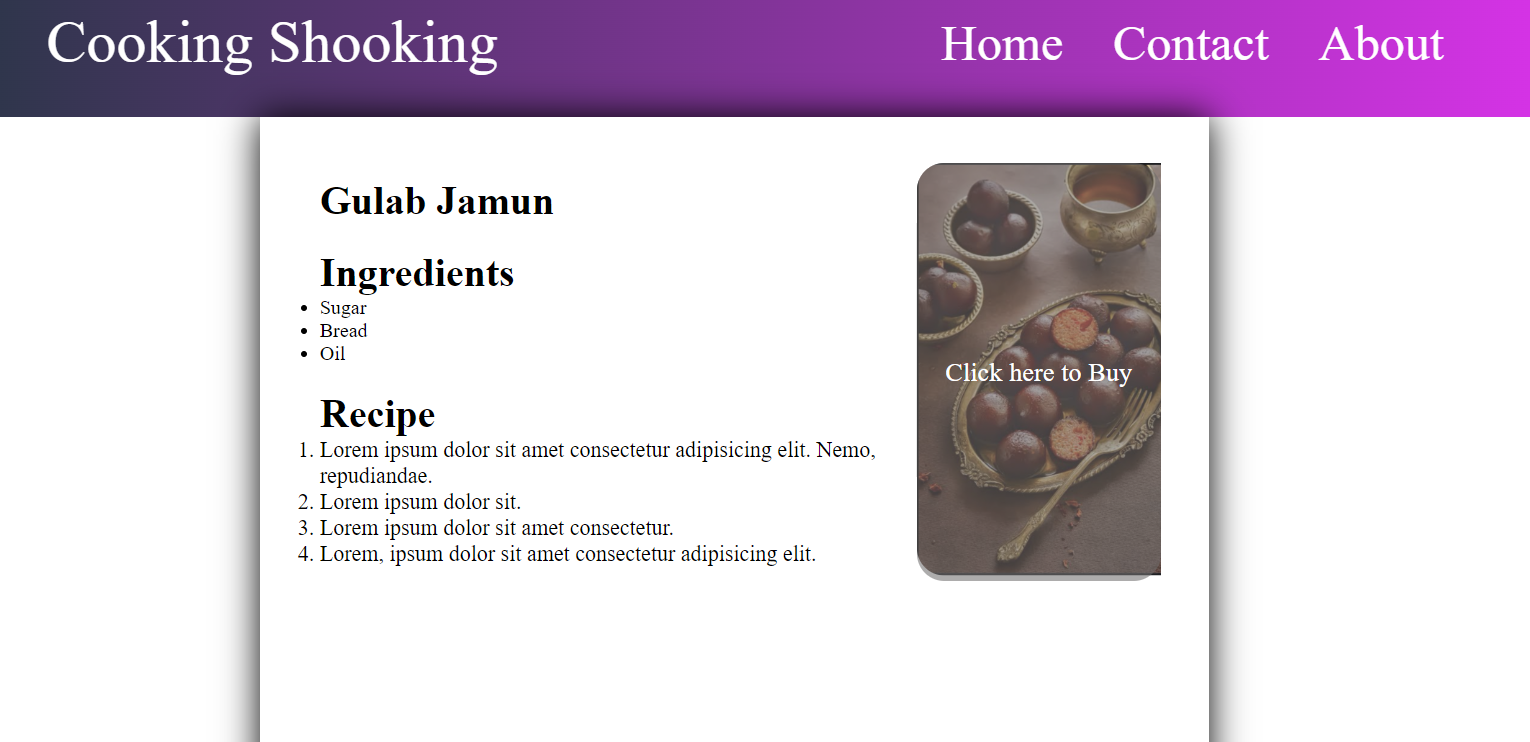 Cooking Shooking
Home Contact About
Gulab Jamun
Ingredients
• Sugar
• Bread
• Oil
Recipe
1. Lorem ipsum dolor sit amet consectetur adipisicing elit. Nemo,
repudiandae.
2. Lorem ipsum dolor sit.
3. Lorem ipsum dolor sit amet consectetur.
4. Lorem, ipsum dolor sit amet consectetur adipisicing elit.
Click here to Buy